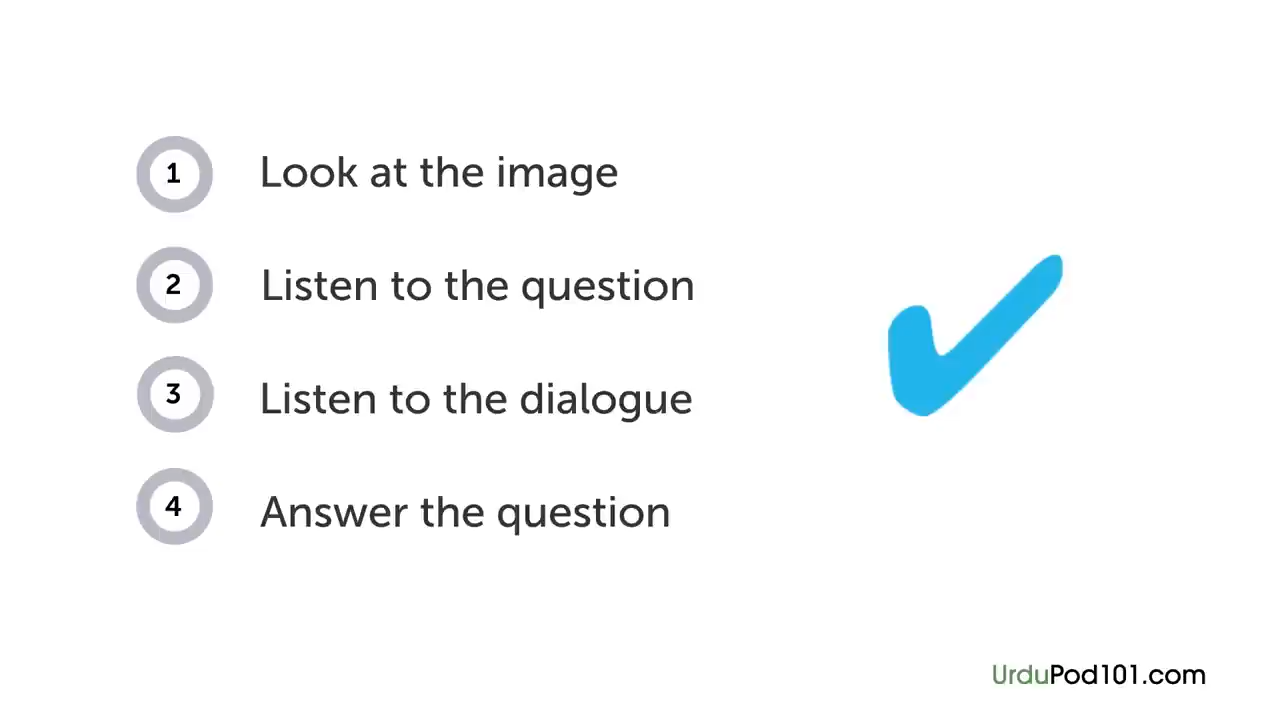 1 Look at the image
2 Listen to the question
3 Listen to the dialogue
4 Answer the question
UrduPod101.com